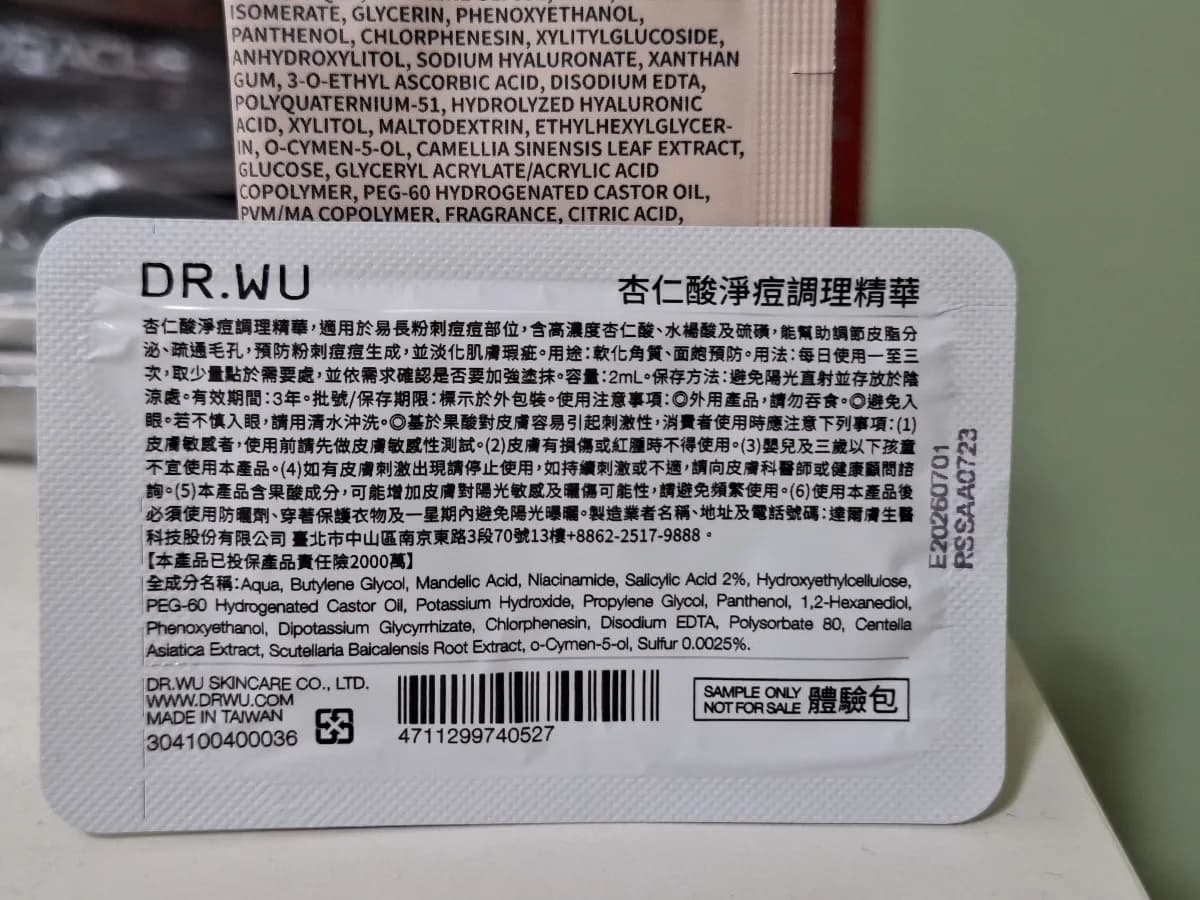 ISOMERATE, GLYCERIN, PHENOXYETHANOL,
PANTHENOL, CHLORPHENESIN, XYLITYLGLUCOSIDE,
ANHYDROXYLITOL, SODIUM HYALURONATE, XANTHAN
GUM, 3-O-ETHYL ASCORBIC ACID, DISODIUM EDTA,
POLYQUATERNIUM-51, HYDROLYZED HYALURONIC
ACID, XYLITOL, MALTODEXTRIN, ETHYLHEXYLGLYCER-
IN, O-CYMEN-5-OL, CAMELLIA SINENSIS LEAF EXTRACT,
GLUCOSE, GLYCERYL ACRYLATE/ACRYLIC ACID
COPOLYMER, PEG-60 HYDROGENATED CASTOR OIL,
PVM/MA COPOLYMER, FRAGRANCE, CITRIC ACID,
DR.WU
杏仁酸淨痘調理精華
杏仁酸淨痘調理精華，適用於易長粉刺痘痘部位，含高濃度杏仁酸、水楊酸及硫磺，能幫助調節皮脂分
泌、疏通毛孔，預防粉刺痘痘生成，並淡化肌膚瑕疵。用途：軟化角質、面皰預防。用法：每日使用一至三
次，取少量點於需要處，並依需求確認是否要加強塗抹。容量：2mL。保存方法：避免陽光直射並存放於陰
涼處。有效期間：3年。批號/保存期限：標示於外包裝。使用注意事項：◎外用產品，請勿吞食。◎避免入
眼。若不慎入眼，請用清水沖洗。◎基於果酸對皮膚容易引起刺激性，消費者使用時應注意下列事項：(1)
皮膚敏感者，使用前請先做皮膚敏感性測試。(2)皮膚有損傷或紅腫時不得使用。(3)嬰兒及三歲以下孩童
不宜使用本產品。(4)如有皮膚刺激出現請停止使用，如持續刺激或不適，請向皮膚科醫師或健康顧問諮
詢。(5)本產品含果酸成分，可能增加皮膚對陽光敏感及曬傷可能性，請避免頻繁使用。(6)使用本產品後
必須使用防曬劑、穿著保護衣物及一星期內避免陽光曝曬。製造業者名稱、地址及電話號碼：達爾膚生醫
科技股份有限公司 臺北市中山區南京東路3段70號13樓+8862-2517-9888。
【本產品已投保產品責任險2000萬】
全成分名稱：Aqua, Butylene Glycol, Mandelic Acid, Niacinamide, Salicylic Acid 2%, Hydroxyethylcellulose,
PEG-60 Hydrogenated Castor Oil, Potassium Hydroxide, Propylene Glycol, Panthenol, 1,2-Hexanediol,
Phenoxyethanol, Dipotassium Glycyrrhizate, Chlorphenesin, Disodium EDTA, Polysorbate 80, Centella
Asiatica Extract, Scutellaria Baicalensis Root Extract, o-Cymen-5-ol, Sulfur 0.0025%.
E20260701
RSSAA0723
DR.WU SKINCARE CO., LTD.
WWW.DRWU.COM
MADE IN TAIWAN
304100400036
4711299740527
SAMPLE ONLY
NOT FOR SALE 體驗包